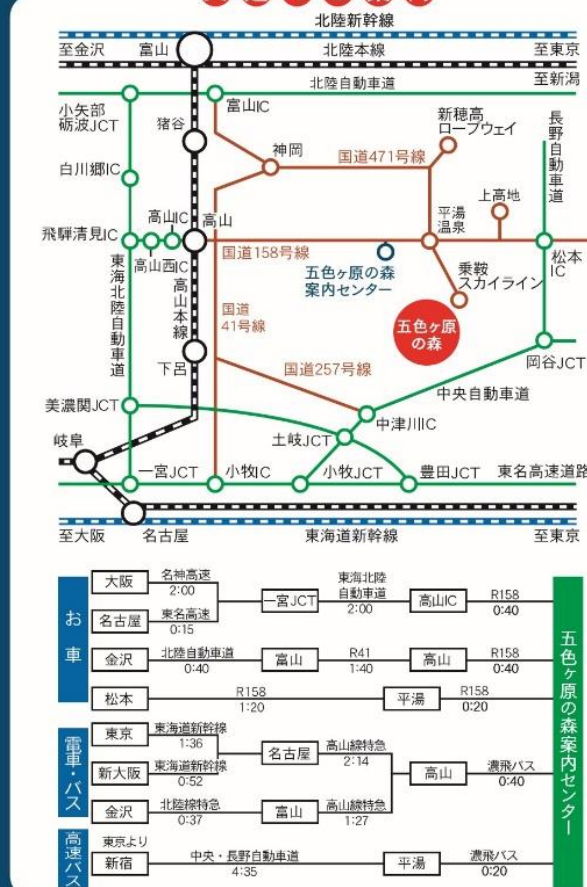 北陸新幹線
至金沢 富山 北陸本線 至東京
北陸自動車道 至新潟
小矢部
砺波JCT
富山IC
猪谷
神岡
国道471号線
新穂高
ロープウェイ
長野自動車道
白川郷IC
高山IC
高山
平湯
温泉
上高地
飛騨清見IC
高山西IC
国道158号線
五色ヶ原の森
案内センター
乗鞍
スカイライン
松本
IC
東海北陸自動車道
高山本線
国道
41号線
五色ヶ原
の森
下呂
国道257号線
岡谷JCT
中央自動車道
美濃関JCT
中津川IC
土岐JCT
岐阜
一宮JCT 小牧IC 小牧JCT 豊田JCT 東名高速道路
至大阪 名古屋 東海道新幹線 至東京
お車
大阪 名神高速 2:00
名古屋 東名高速 0:15
一宮JCT 東海北陸
自動車道
2:00 高山IC R158 0:40
金沢 北陸自動車道 0:40 富山 R41 1:40 高山 R158 0:40
松本 R158 1:20 平湯 R158 0:20
電車・バス
東京 東海道新幹線 1:36
新大阪 東海道新幹線 0:52
名古屋 高山線特急 2:14
金沢 北陸線特急 0:37 富山 高山線特急 1:27
高山 濃飛バス 0:40
高速バス
東京より
新宿 中央・長野自動車道 4:35 平湯 濃飛バス 0:20
五色ヶ原の森案内センター